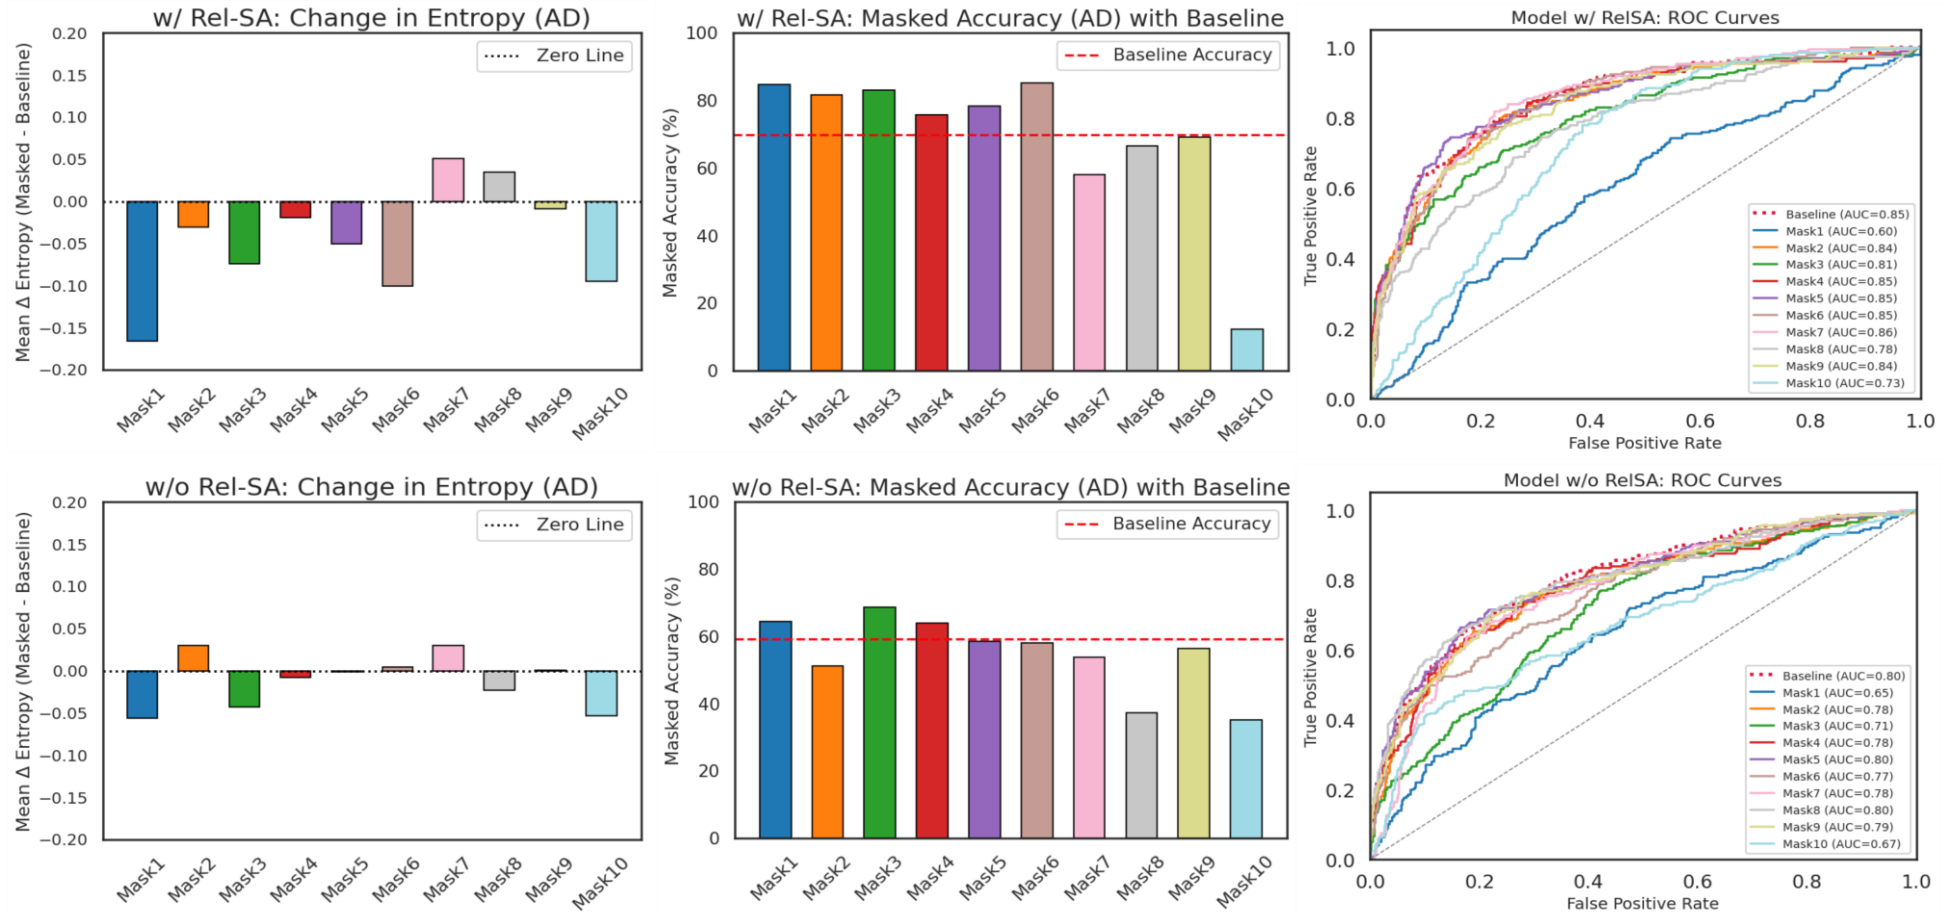 w/ Rel-SA: Change in Entropy (AD)
Mean Δ Entropy (Masked - Baseline)
0.20
0.15
0.10
0.05
0.00
−0.05
−0.10
−0.15
−0.20
Zero Line
Mask1 Mask2 Mask3 Mask4 Mask5 Mask6 Mask7 Mask8 Mask9 Mask10
w/ Rel-SA: Masked Accuracy (AD) with Baseline
Masked Accuracy (%)
100
80
60
40
20
0
Baseline Accuracy
Mask1 Mask2 Mask3 Mask4 Mask5 Mask6 Mask7 Mask8 Mask9 Mask10
Model w/ RelSA: ROC Curves
True Positive Rate
1.0
0.8
0.6
0.4
0.2
0.0
Baseline (AUC=0.85)
Mask1 (AUC=0.60)
Mask2 (AUC=0.84)
Mask3 (AUC=0.81)
Mask4 (AUC=0.85)
Mask5 (AUC=0.85)
Mask6 (AUC=0.85)
Mask7 (AUC=0.86)
Mask8 (AUC=0.78)
Mask9 (AUC=0.84)
Mask10 (AUC=0.73)
0.0 0.2 0.4 0.6 0.8 1.0
False Positive Rate
w/o Rel-SA: Change in Entropy (AD)
Mean Δ Entropy (Masked - Baseline)
0.20
0.15
0.10
0.05
0.00
−0.05
−0.10
−0.15
−0.20
Zero Line
Mask1 Mask2 Mask3 Mask4 Mask5 Mask6 Mask7 Mask8 Mask9 Mask10
w/o Rel-SA: Masked Accuracy (AD) with Baseline
Masked Accuracy (%)
100
80
60
40
20
0
Baseline Accuracy
Mask1 Mask2 Mask3 Mask4 Mask5 Mask6 Mask7 Mask8 Mask9 Mask10
Model w/o RelSA: ROC Curves
True Positive Rate
1.0
0.8
0.6
0.4
0.2
0.0
Baseline (AUC=0.80)
Mask1 (AUC=0.65)
Mask2 (AUC=0.78)
Mask3 (AUC=0.71)
Mask4 (AUC=0.78)
Mask5 (AUC=0.80)
Mask6 (AUC=0.77)
Mask7 (AUC=0.78)
Mask8 (AUC=0.80)
Mask9 (AUC=0.79)
Mask10 (AUC=0.67)
0.0 0.2 0.4 0.6 0.8 1.0
False Positive Rate